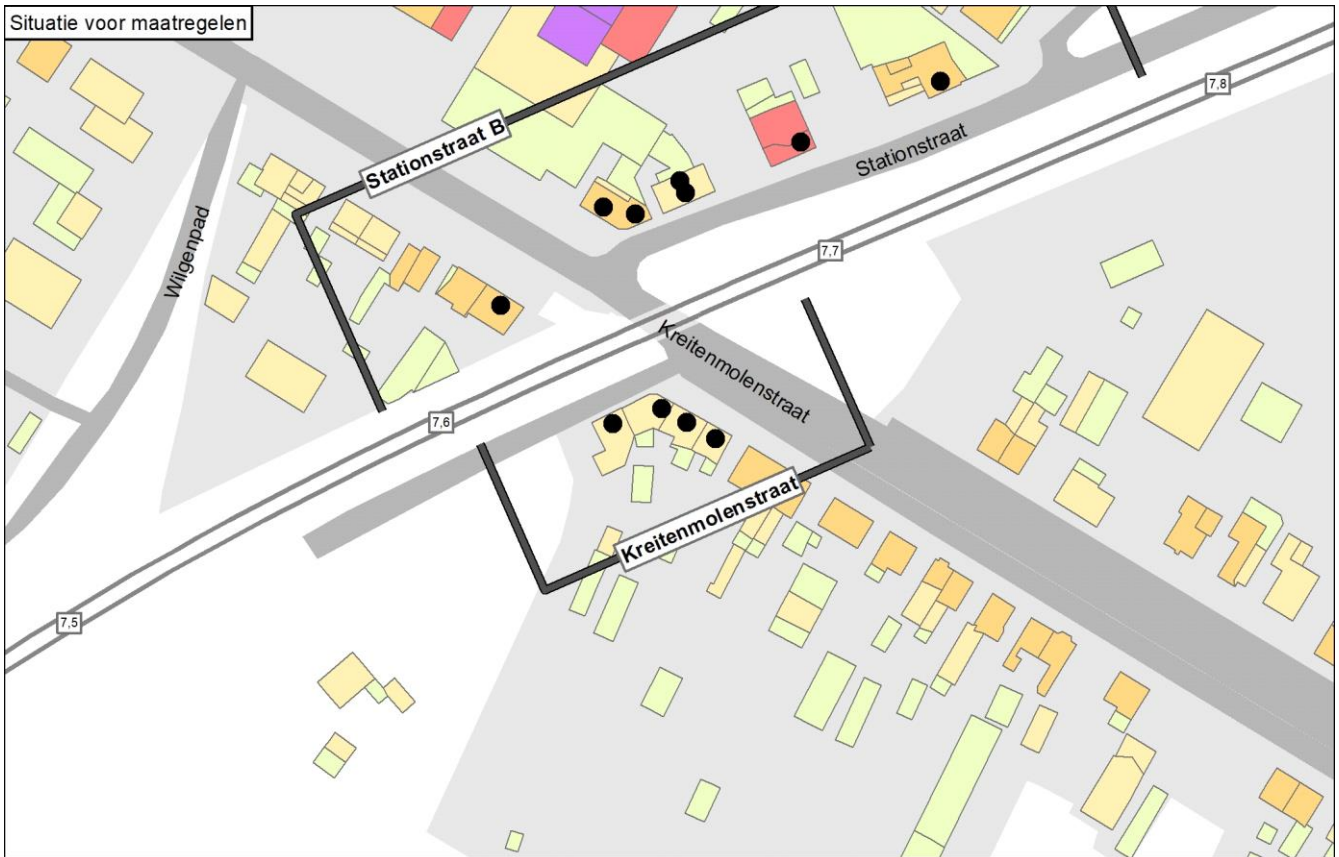 Situatie voor maatregelen
7,8
Stationstraat B
Stationstraat
Wilgenpad
7,7
Kreitenmolenstraat
7,6
Kreitenmolenstraat
7,5